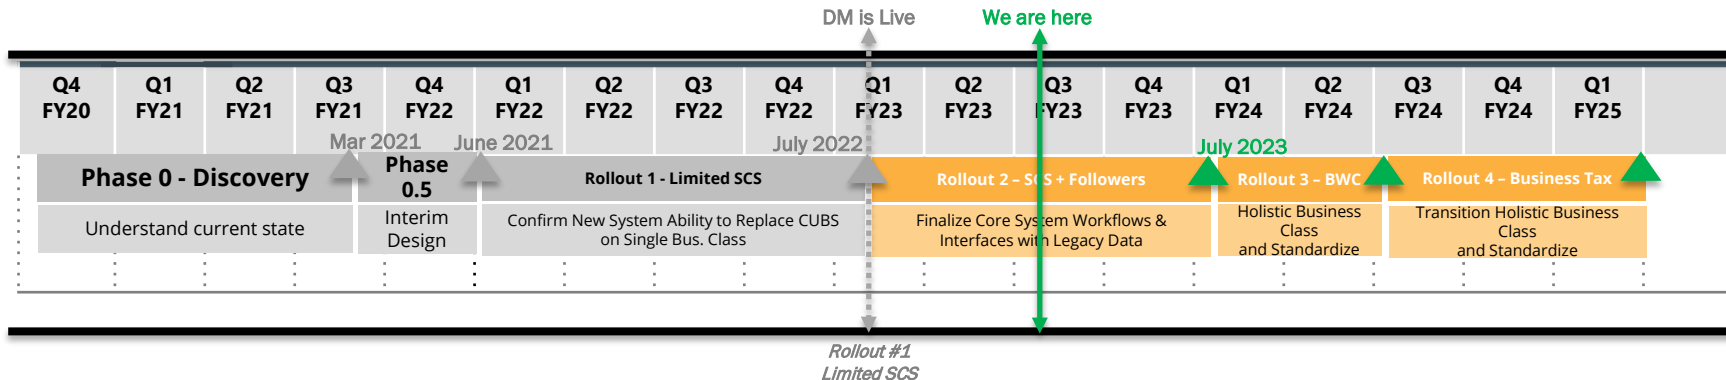 DM is Live
We are here
Q4
FY20
Q1
FY21
Q2
FY21
Q3
FY21
Q4
FY22
Q1
FY22
Q2
FY22
Q3
FY22
Q4
FY22
Q1
FY23
Q2
FY23
Q3
FY23
Q4
FY23
Q1
FY24
Q2
FY24
Q3
FY24
Q4
FY24
Q1
FY25
Mar 2021
June 2021
July 2022
July 2023
Phase 0 - Discovery
Phase
0.5
Rollout 1 - Limited SCS
Rollout 2 – SCS + Followers
Rollout 3 – BWC
Rollout 4 – Business Tax
Understand current state
Interim
Design
Confirm New System Ability to Replace CUBS
on Single Bus. Class
Finalize Core System Workflows &
Interfaces with Legacy Data
Holistic Business
Class
and Standardize
Transition Holistic Business
Class
and Standardize
Rollout #1
Limited SCS